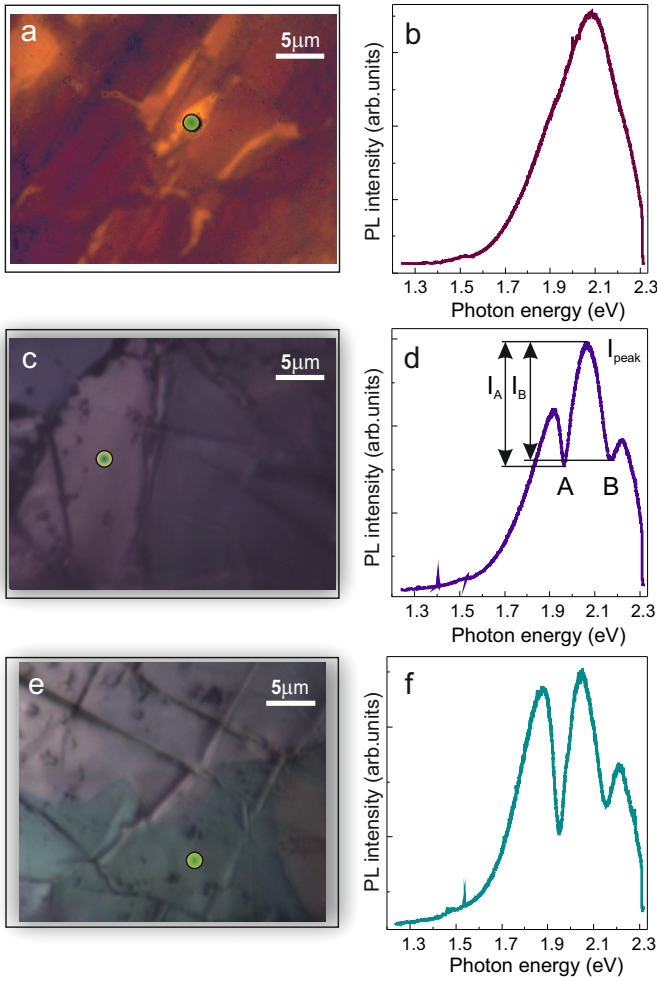 a
5μm
b
PL intensity (arb.units)
1.3 1.5 1.7 1.9 2.1 2.3
Photon energy (eV)
c
5μm
d
I_A I_B
I_peak
A B
PL intensity (arb.units)
1.3 1.5 1.7 1.9 2.1 2.3
Photon energy (eV)
e
5μm
f
PL intensity (arb.units)
1.3 1.5 1.7 1.9 2.1 2.3
Photon energy (eV)